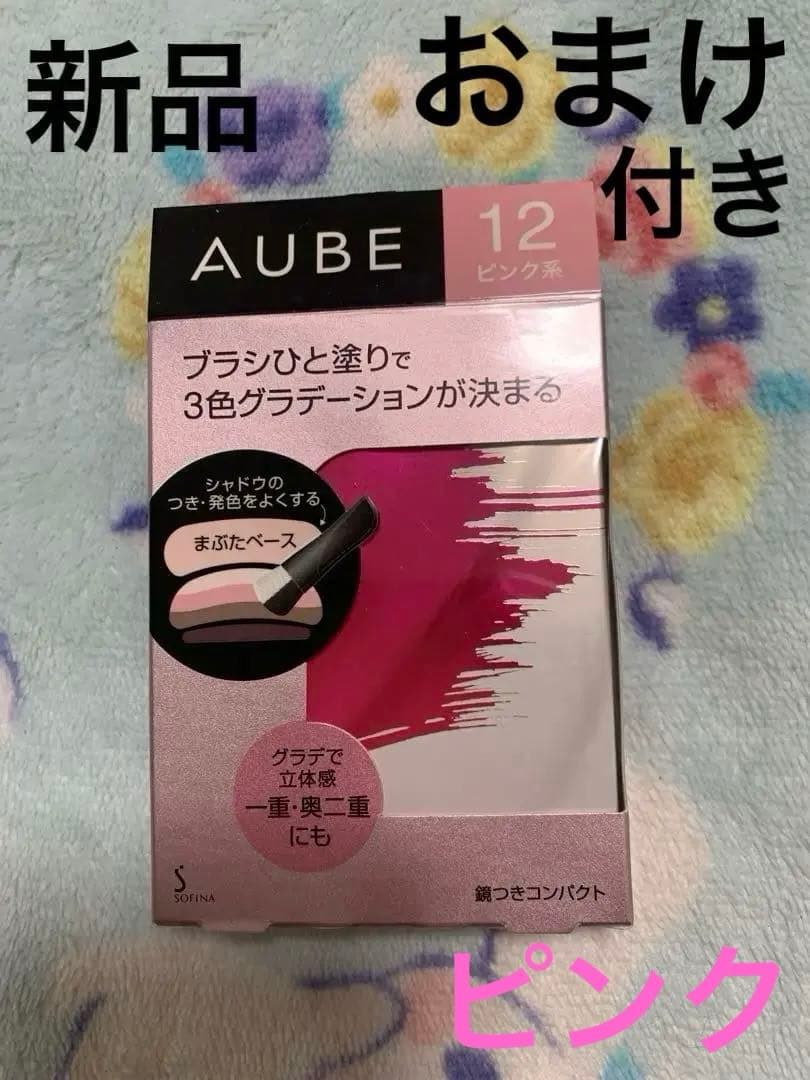 新品
おまけ
付き
AUBE
12
ピンク系
ブラシひと塗りで
3色グラデーションが決まる
シャドウの
つき・発色をよくする
まぶたベース
グラデで
立体感
一重・奥二重
にも
SOFINA
鏡つきコンパクト
ピンク